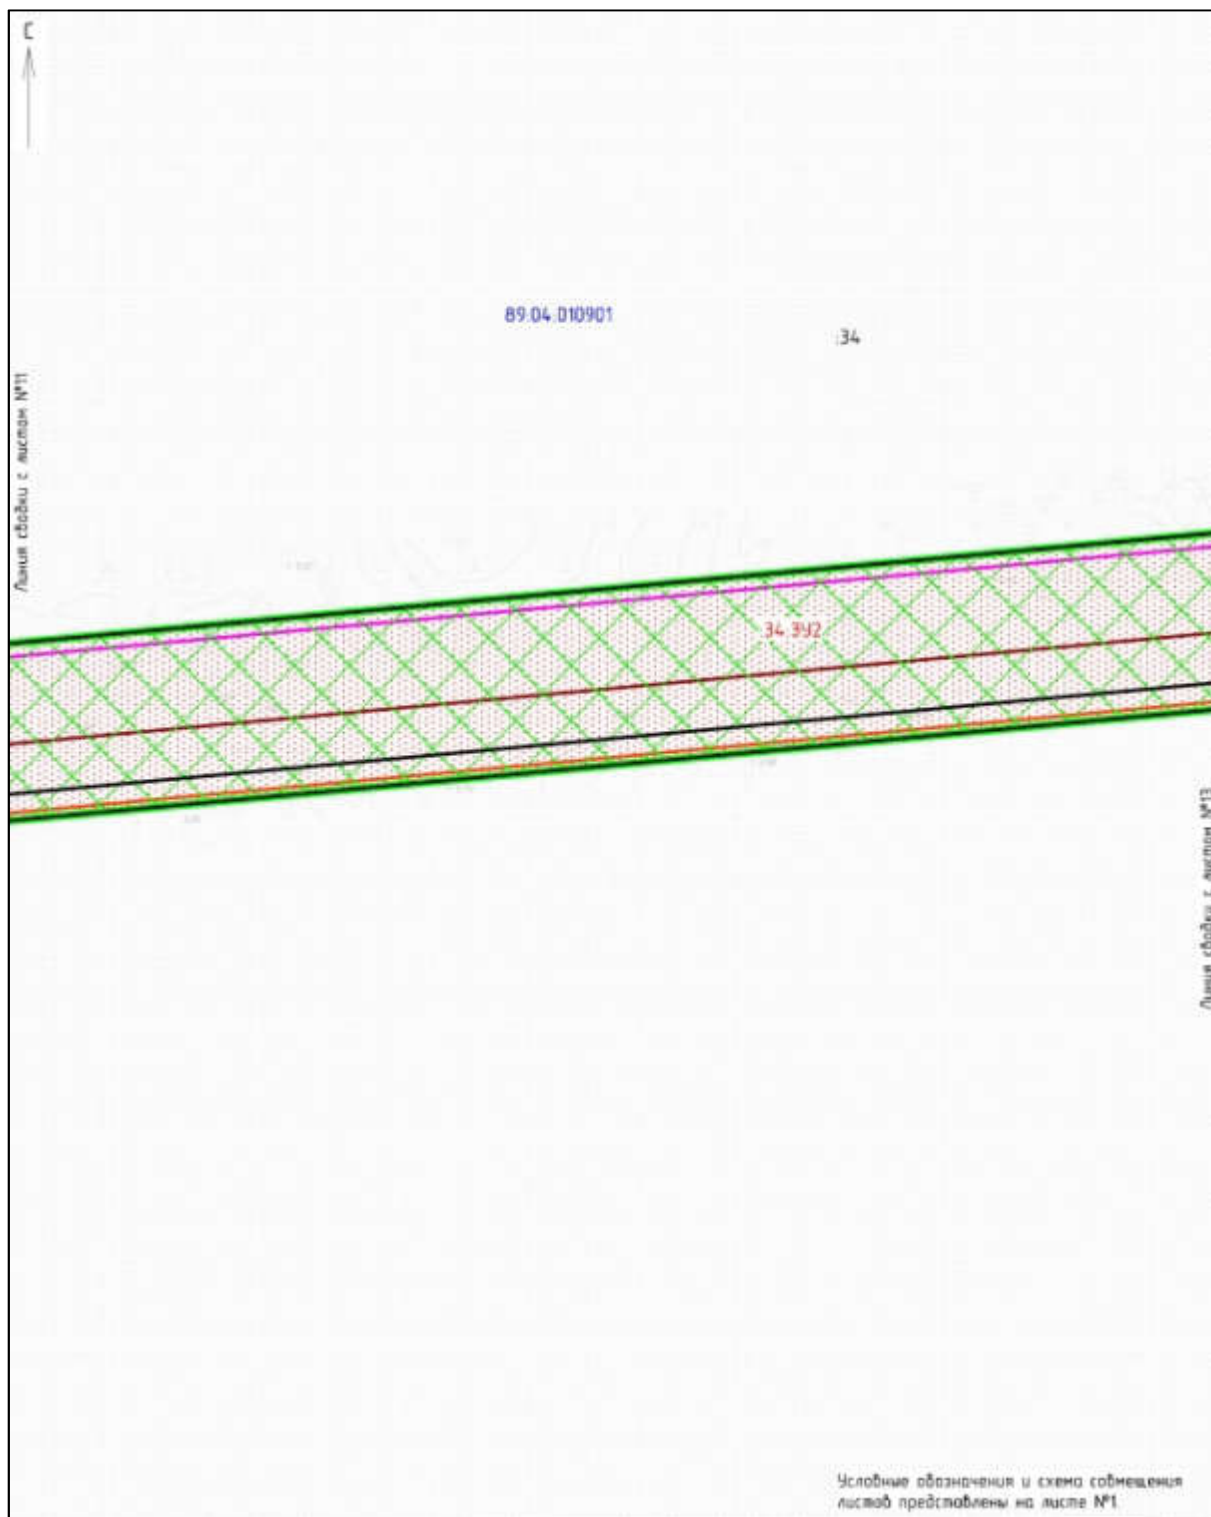 С
89:04:010901
:34
Линия сводки с листом №11
:34:ЗУ2
Линия сводки с листом №13
Условные обозначения и схема совмещения
листов представлены на листе №1